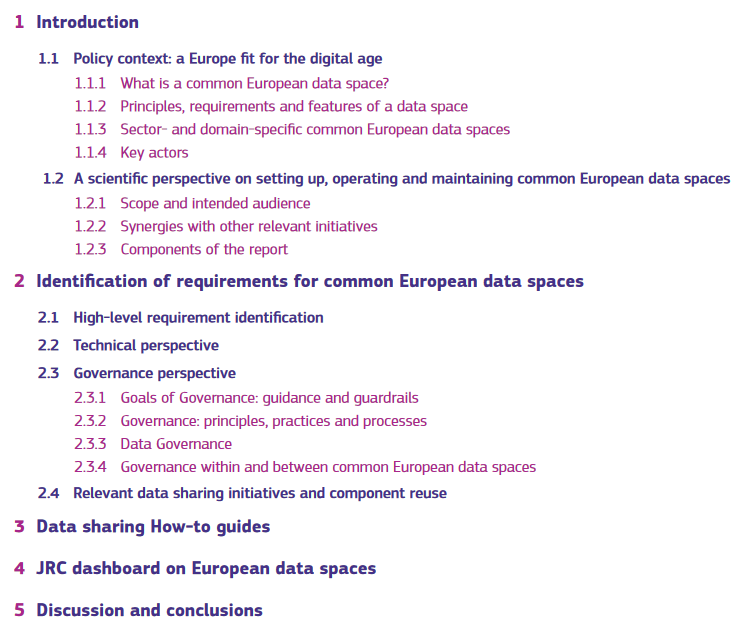 1 Introduction
1.1 Policy context: a Europe fit for the digital age
1.1.1 What is a common European data space?
1.1.2 Principles, requirements and features of a data space
1.1.3 Sector- and domain-specific common European data spaces
1.1.4 Key actors
1.2 A scientific perspective on setting up, operating and maintaining common European data spaces
1.2.1 Scope and intended audience
1.2.2 Synergies with other relevant initiatives
1.2.3 Components of the report
2 Identification of requirements for common European data spaces
2.1 High-level requirement identification
2.2 Technical perspective
2.3 Governance perspective
2.3.1 Goals of Governance: guidance and guardrails
2.3.2 Governance: principles, practices and processes
2.3.3 Data Governance
2.3.4 Governance within and between common European data spaces
2.4 Relevant data sharing initiatives and component reuse
3 Data sharing How-to guides
4 JRC dashboard on European data spaces
5 Discussion and conclusions